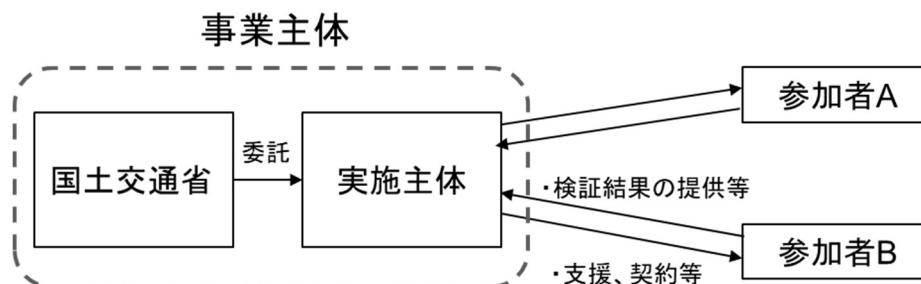 事業主体
国土交通省
委託
実施主体
参加者A
・検証結果の提供等
参加者B
・支援、契約等